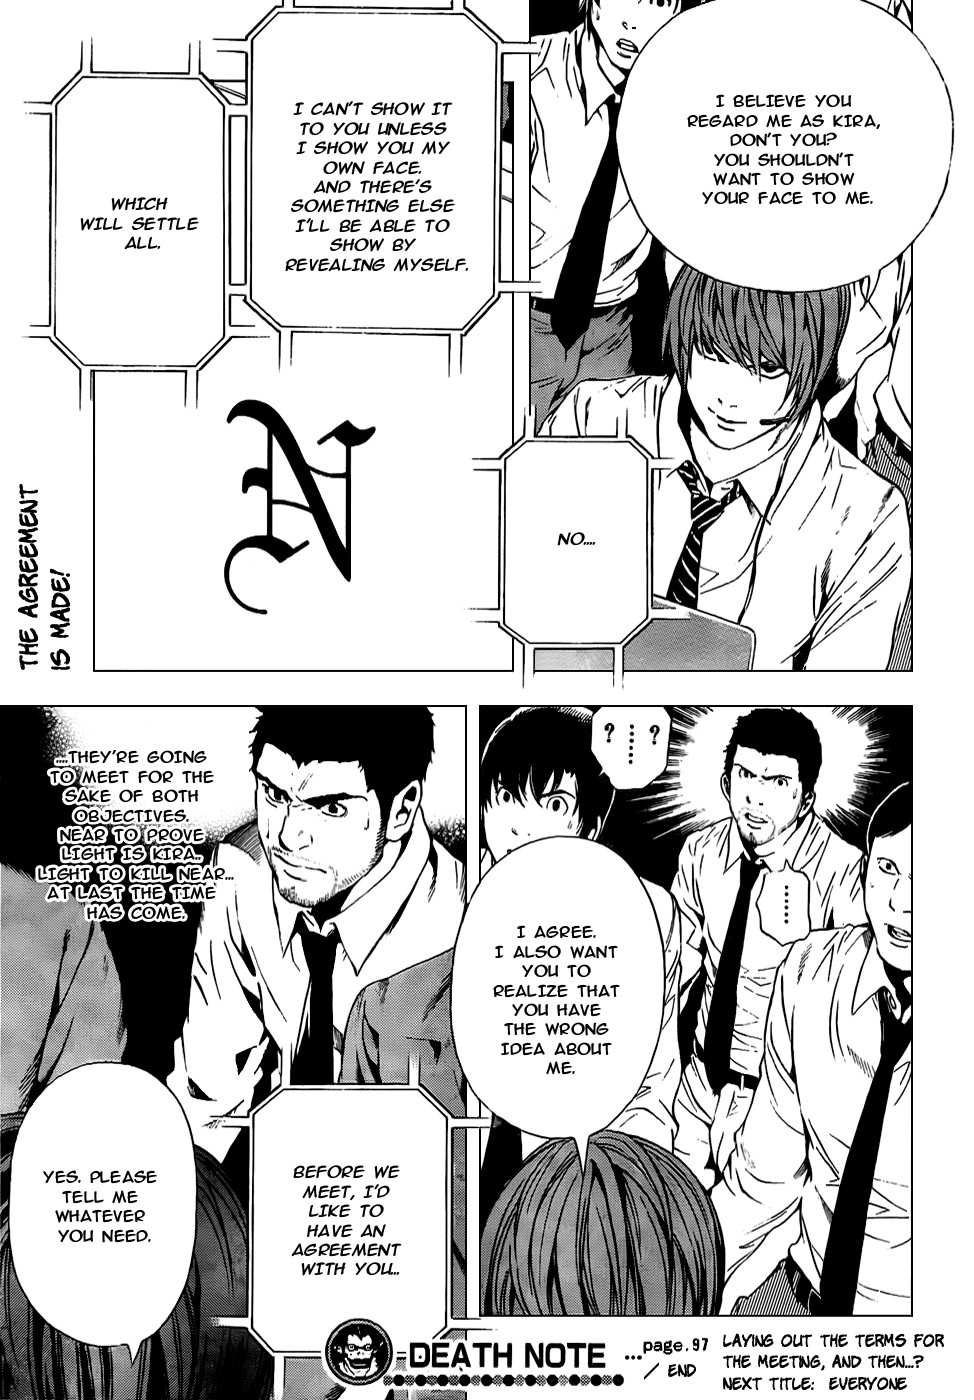 I BELIEVE YOU
REGARD ME AS KIRA,
DON'T YOU?
YOU SHOULDN'T
WANT TO SHOW
YOUR FACE TO ME.
NO....
I CAN'T SHOW IT
TO YOU UNLESS
I SHOW YOU MY
OWN FACE.
AND THERE'S
SOMETHING ELSE
I'LL BE ABLE TO
SHOW BY
REVEALING MYSELF.
WHICH
WILL SETTLE
ALL.
N
THE AGREEMENT
IS MADE!
? ..... ?
......
I AGREE.
I ALSO WANT
YOU TO
REALIZE THAT
YOU HAVE
THE WRONG
IDEA ABOUT
ME.
....THEY'RE GOING
TO MEET FOR THE
SAKE OF BOTH
OBJECTIVES.
NEAR TO PROVE
LIGHT IS KIRA..
LIGHT TO KILL NEAR...
AT LAST THE TIME
HAS COME.
BEFORE WE
MEET, I'D
LIKE TO
HAVE AN
AGREEMENT
WITH YOU...
YES. PLEASE
TELL ME
WHATEVER
YOU NEED.
DEATH NOTE ... page.97
/ END
LAYING OUT THE TERMS FOR
THE MEETING, AND THEN...?
NEXT TITLE: EVERYONE